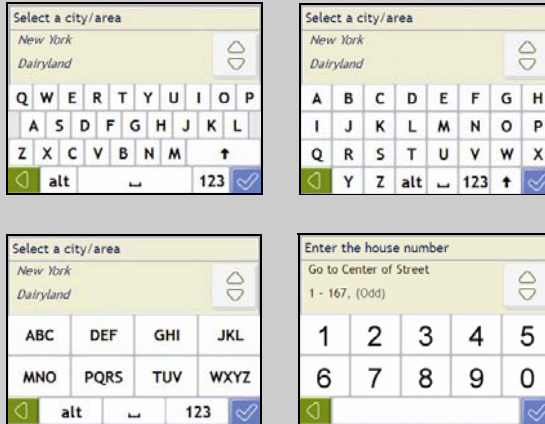 Select a city/area
New York
Dairyland
Q W E R T Y U I O P
A S D F G H J K L
Z X C V B N M
alt 123
Select a city/area
New York
Dairyland
A B C D E F G H
I J K L M N O P
Q R S T U V W X
Y Z alt 123
Select a city/area
New York
Dairyland
ABC DEF GHI JKL
MNO PQRS TUV WXYZ
alt 123
Enter the house number
Go to Center of Street
1 - 167, (Odd)
1 2 3 4 5
6 7 8 9 0